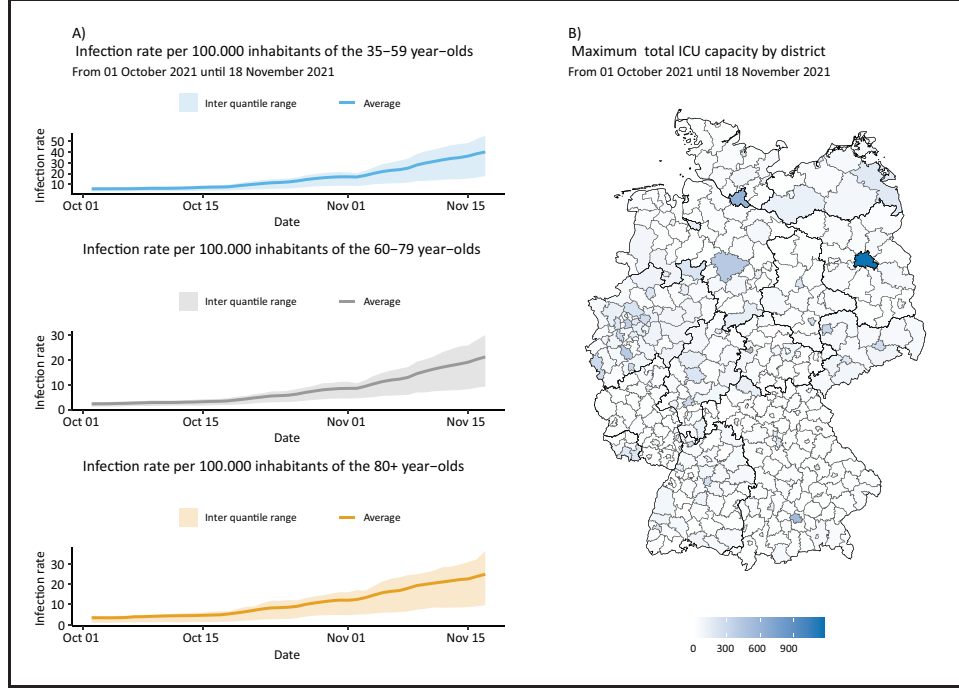 A)
Infection rate per 100.000 inhabitants of the 35−59 year−olds
From 01 October 2021 until 18 November 2021
Inter quantile range
Average
Infection rate
50
40
30
20
10
Oct 01
Oct 15
Nov 01
Nov 15
Date
Infection rate per 100.000 inhabitants of the 60−79 year−olds
Inter quantile range
Average
Infection rate
30
20
10
0
Oct 01
Oct 15
Nov 01
Nov 15
Date
Infection rate per 100.000 inhabitants of the 80+ year−olds
Inter quantile range
Average
Infection rate
30
20
10
0
Oct 01
Oct 15
Nov 01
Nov 15
Date
B)
Maximum total ICU capacity by district
From 01 October 2021 until 18 November 2021
0
300
600
900